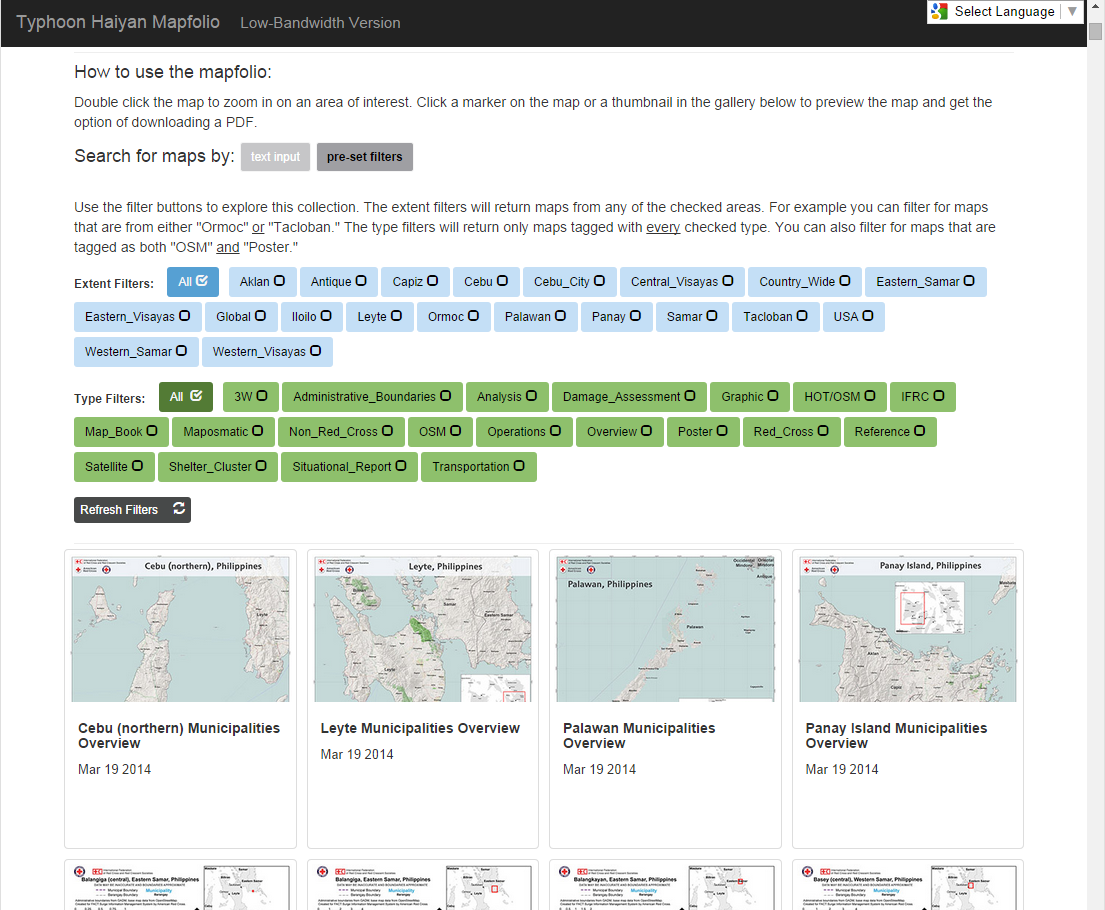 Typhoon Haiyan Mapfolio Low-Bandwidth Version
Select Language
How to use the mapfolio:
Double click the map to zoom in on an area of interest. Click a marker on the map or a thumbnail in the gallery below to preview the map and get the
option of downloading a PDF.
Search for maps by: text input pre-set filters
Use the filter buttons to explore this collection. The extent filters will return maps from any of the checked areas. For example you can filter for maps
that are from either "Ormoc" or "Tacloban." The type filters will return only maps tagged with every checked type. You can also filter for maps that are
tagged as both "OSM" and "Poster."
Extent Filters: All Aklan Antique Capiz Cebu Cebu_City Central_Visayas Country_Wide Eastern_Samar
Eastern_Visayas Global Iloilo Leyte Ormoc Palawan Panay Samar Tacloban USA
Western_Samar Western_Visayas
Type Filters: All 3W Administrative_Boundaries Analysis Damage_Assessment Graphic HOT/OSM IFRC
Map_Book Maposmatic Non_Red_Cross OSM Operations Overview Poster Red_Cross Reference
Satellite Shelter_Cluster Situational_Report Transportation
Refresh Filters
Cebu (northern), Philippines
Leyte, Philippines
Palawan, Philippines
Panay Island, Philippines
Cebu (northern) Municipalities
Overview
Mar 19 2014
Leyte Municipalities Overview
Mar 19 2014
Palawan Municipalities
Overview
Mar 19 2014
Panay Island Municipalities
Overview
Mar 19 2014
Balangiga (central), Eastern Samar, Philippines
Balangiga, Eastern Samar, Philippines
Balangkayan, Eastern Samar, Philippines
Basey (central), Western Samar, Philippines